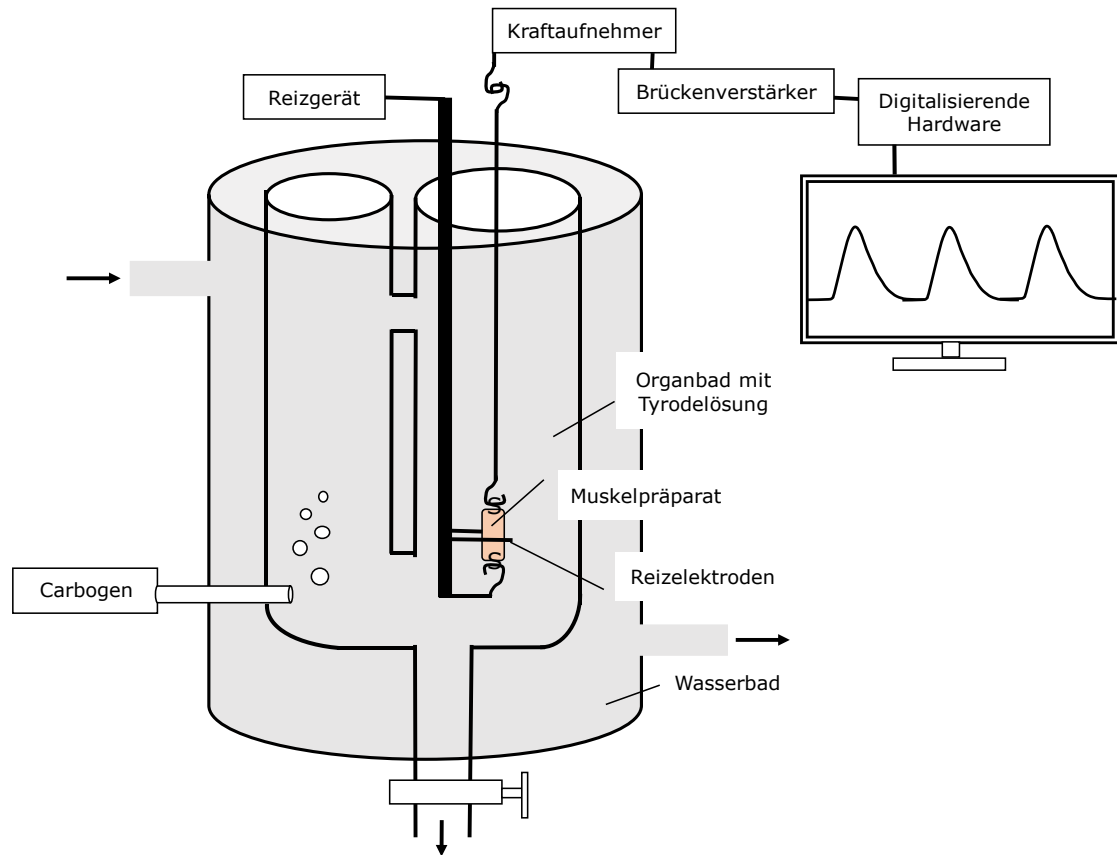 Kraftaufnehmer
Reizgerät
Brückenverstärker
Digitalisierende
Hardware
Organbad mit
Tyrodelösung
Muskelpräparat
Reizelektroden
Carbogen
Wasserbad